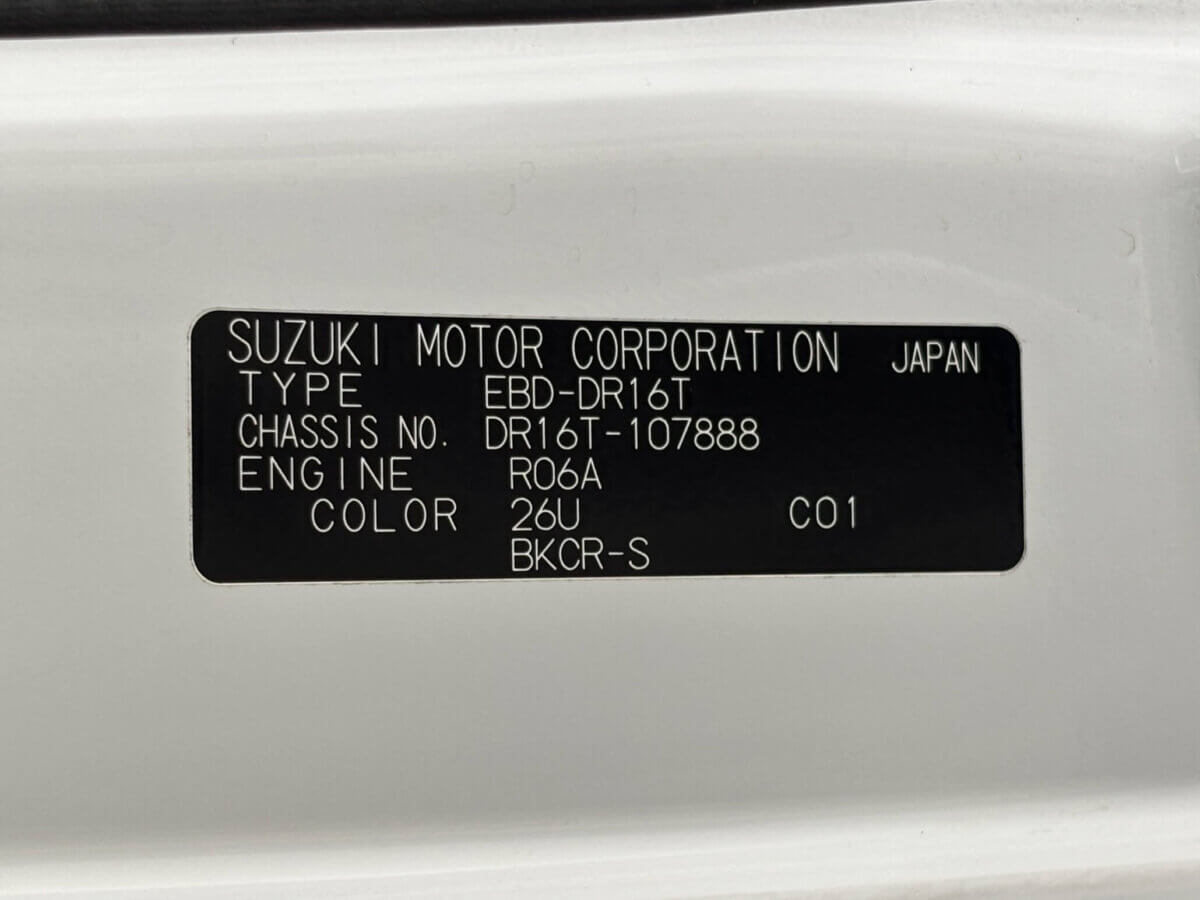 SUZUKI MOTOR CORPORATION JAPAN
TYPE EBD-DR16T
CHASSIS NO. DR16T-107888
ENGINE R06A
COLOR 26U C01
BKCR-S